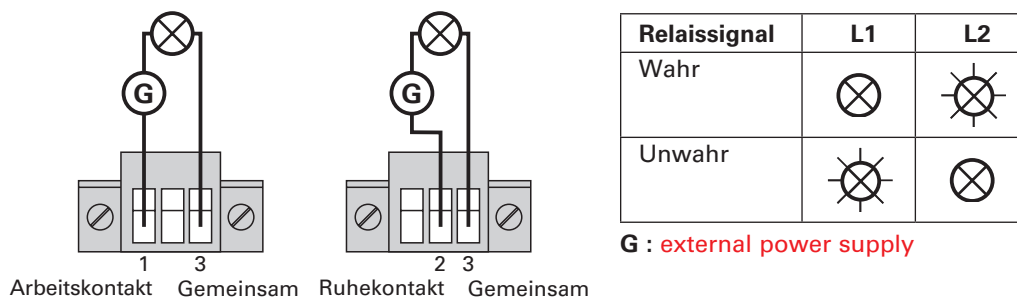 G
1 3
Arbeitskontakt Gemeinsam
G
2 3
Ruhekontakt Gemeinsam
Relaissignal L1 L2
Wahr
Unwahr
G : external power supply